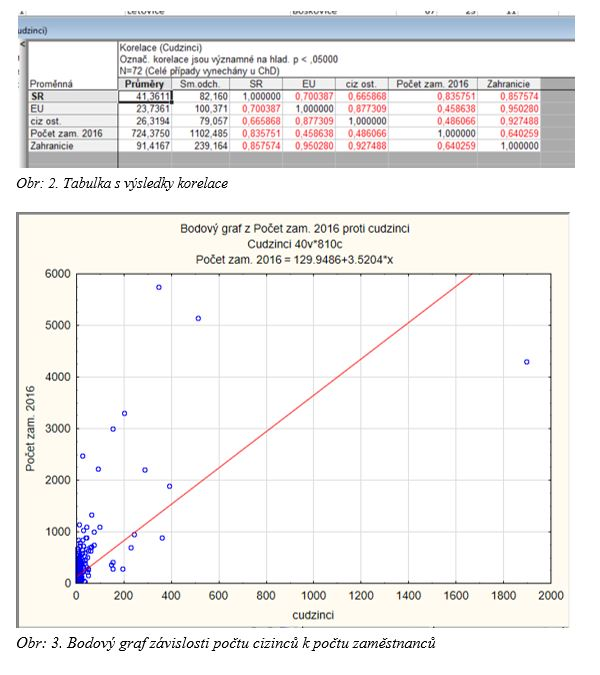 Letovice Boskovice 67 25 11
udzinci)
Korelace (Cudzinci)
Označ. korelace jsou významné na hlad. p < ,05000
N=72 (Celé případy vynechány u ChD)
Proměnná Průměry Sm.odch. SR EU ciz ost. Počet zam. 2016 Zahranicie
SR 41,3611 82,160 1,000000 0,700387 0,665868 0,835751 0,857574
EU 23,7361 100,371 0,700387 1,000000 0,877309 0,458638 0,950280
ciz ost. 26,3194 79,057 0,665868 0,877309 1,000000 0,486066 0,927488
Počet zam. 2016 724,3750 1102,485 0,835751 0,458638 0,486066 1,000000 0,640259
Zahranicie 91,4167 239,164 0,857574 0,950280 0,927488 0,640259 1,000000
Obr: 2. Tabulka s výsledky korelace
Bodový graf z Počet zam. 2016 proti cudzinci
Cudzinci 40v*810c
Počet zam. 2016 = 129.9486+3.5204*x
6000
5000
4000
3000
2000
1000
0
Počet zam. 2016
0 200 400 600 800 1000 1200 1400 1600 1800 2000
cudzinci
Obr: 3. Bodový graf závislosti počtu cizinců k počtu zaměstnanců